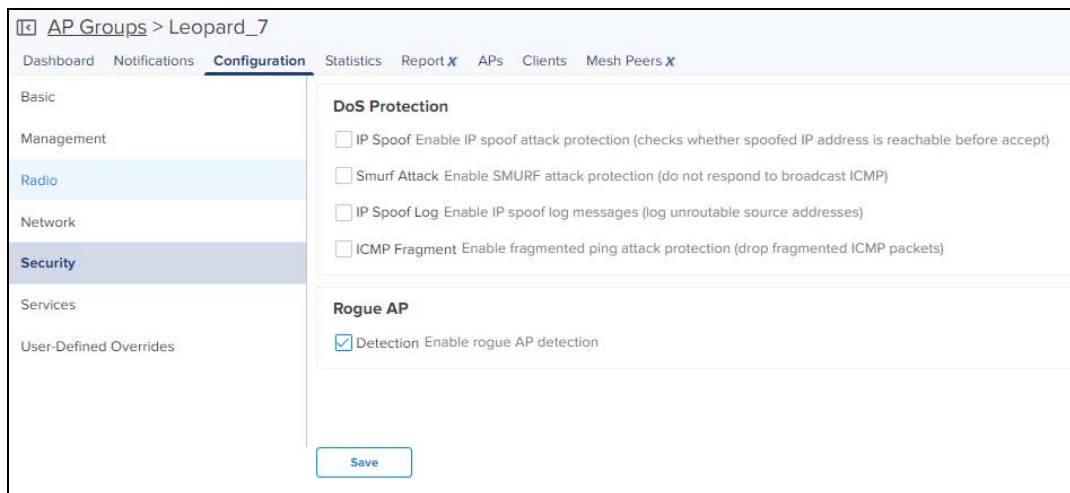 AP Groups > Leopard_7
Dashboard Notifications Configuration Statistics Report X APs Clients Mesh Peers X
Basic
Management
Radio
Network
Security
Services
User-Defined Overrides
DoS Protection
IP Spoof Enable IP spoof attack protection (checks whether spoofed IP address is reachable before accept)
Smurf Attack Enable SMURF attack protection (do not respond to broadcast ICMP)
IP Spoof Log Enable IP spoof log messages (log unroutable source addresses)
ICMP Fragment Enable fragmented ping attack protection (drop fragmented ICMP packets)
Rogue AP
Detection Enable rogue AP detection
Save